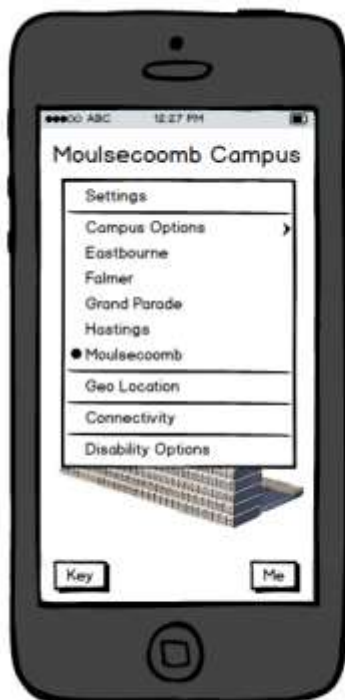 ABC 12:27 PM
Moulsecoomb Campus
Settings
Campus Options
Eastbourne
Falmer
Grand Parade
Hastings
Moulsecoomb
Geo Location
Connectivity
Disability Options
Key Me